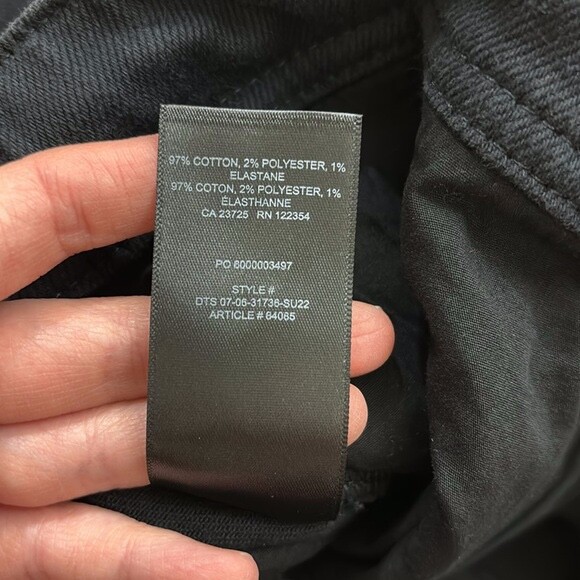 97% COTTON, 2% POLYESTER, 1%
ELASTANE
97% COTON, 2% POLYESTER, 1%
ÉLASTHANNE
CA 23725 RN 122354
PO 6000003497
STYLE #
DTS 07-06-31736-SU22
ARTICLE # 64085